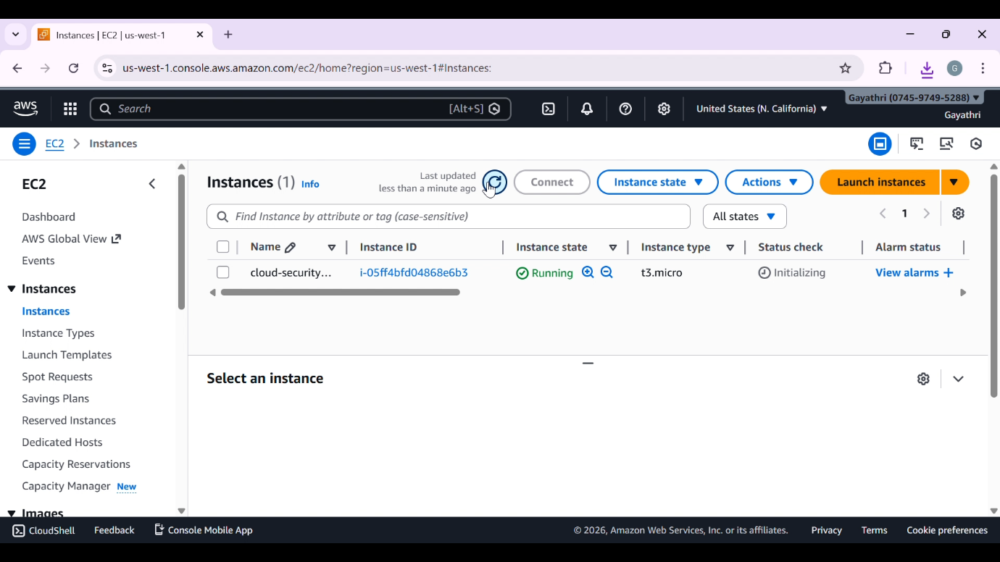 Instances | EC2 | us-west-1
us-west-1.console.aws.amazon.com/ec2/home?region=us-west-1#Instances:
G
aws
Search
[Alt+S]
United States (N. California)
Gayathri (0745-9749-5288)
Gayathri
EC2
Instances
EC2
Dashboard
AWS Global View
Events
Instances
Instances
Instance Types
Launch Templates
Spot Requests
Savings Plans
Reserved Instances
Dedicated Hosts
Capacity Reservations
Capacity Manager New
Images
Instances (1) Info
Last updated
less than a minute ago
Connect
Instance state
Actions
Launch instances
Find Instance by attribute or tag (case-sensitive)
All states
1
Name Instance ID Instance state Instance type Status check Alarm status
cloud-security... i-05ff4bfd04868e6b3 Running t3.micro Initializing View alarms +
Select an instance
CloudShell Feedback Console Mobile App © 2026, Amazon Web Services, Inc. or its affiliates. Privacy Terms Cookie preferences